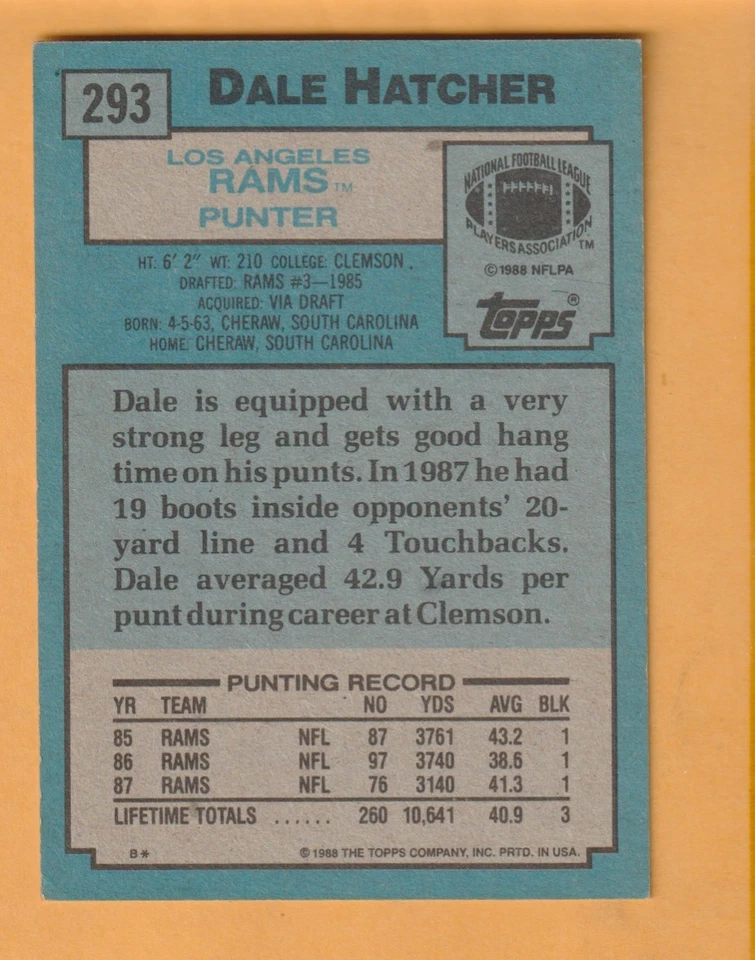 293
DALE HATCHER
LOS ANGELES
RAMS TM
PUNTER
NATIONAL FOOTBALL LEAGUE
PLAYERS ASSOCIATION TM
© 1988 NFLPA
TOPPS ®
HT: 6' 2" WT: 210 COLLEGE: CLEMSON.
DRAFTED: RAMS #3—1985
ACQUIRED: VIA DRAFT
BORN: 4-5-63, CHERAW, SOUTH CAROLINA
HOME: CHERAW, SOUTH CAROLINA
Dale is equipped with a very
strong leg and gets good hang
time on his punts. In 1987 he had
19 boots inside opponents' 20-
yard line and 4 Touchbacks.
Dale averaged 42.9 Yards per
punt during career at Clemson.
PUNTING RECORD
YR TEAM NO YDS AVG BLK
85 RAMS NFL 87 3761 43.2 1
86 RAMS NFL 97 3740 38.6 1
87 RAMS NFL 76 3140 41.3 1
LIFETIME TOTALS ...... 260 10,641 40.9 3
B* © 1988 THE TOPPS COMPANY, INC. PRTD. IN USA.